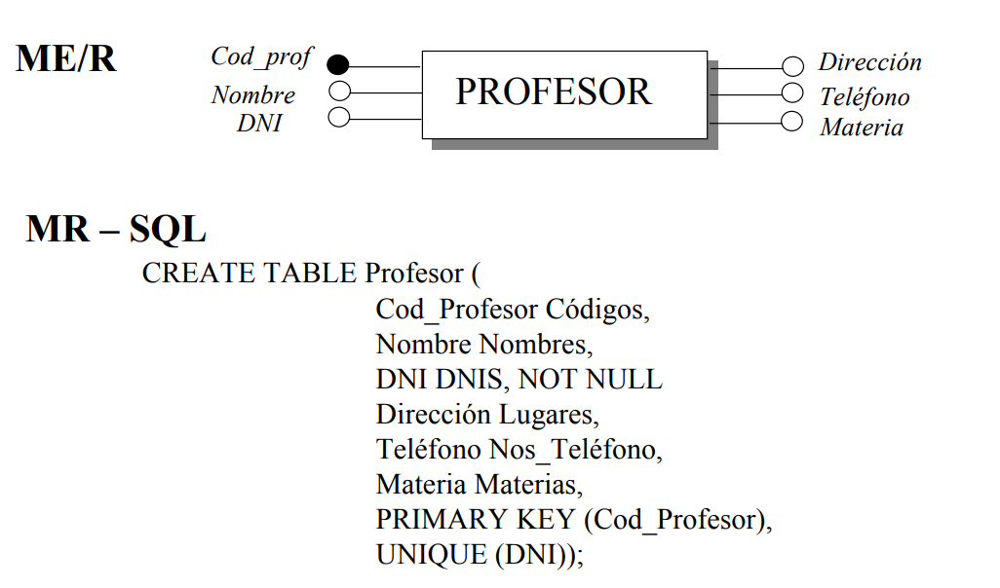 ME/R
Cod_prof
Nombre
DNI
PROFESOR
Dirección
Teléfono
Materia
MR – SQL
CREATE TABLE Profesor (
Cod_Profesor Códigos,
Nombre Nombres,
DNI DNIS, NOT NULL
Dirección Lugares,
Teléfono Nos_Teléfono,
Materia Materias,
PRIMARY KEY (Cod_Profesor),
UNIQUE (DNI));